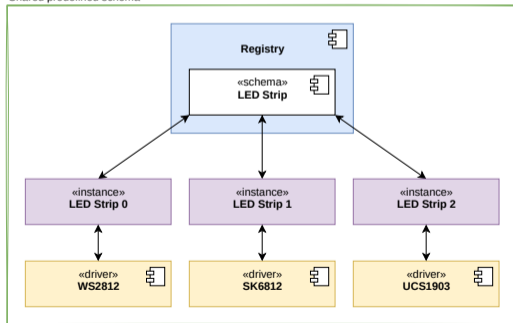 Shared predefined schema
Registry
«schema»
LED Strip
«instance»
LED Strip 0
«instance»
LED Strip 1
«instance»
LED Strip 2
«driver»
WS2812
«driver»
SK6812
«driver»
UCS1903